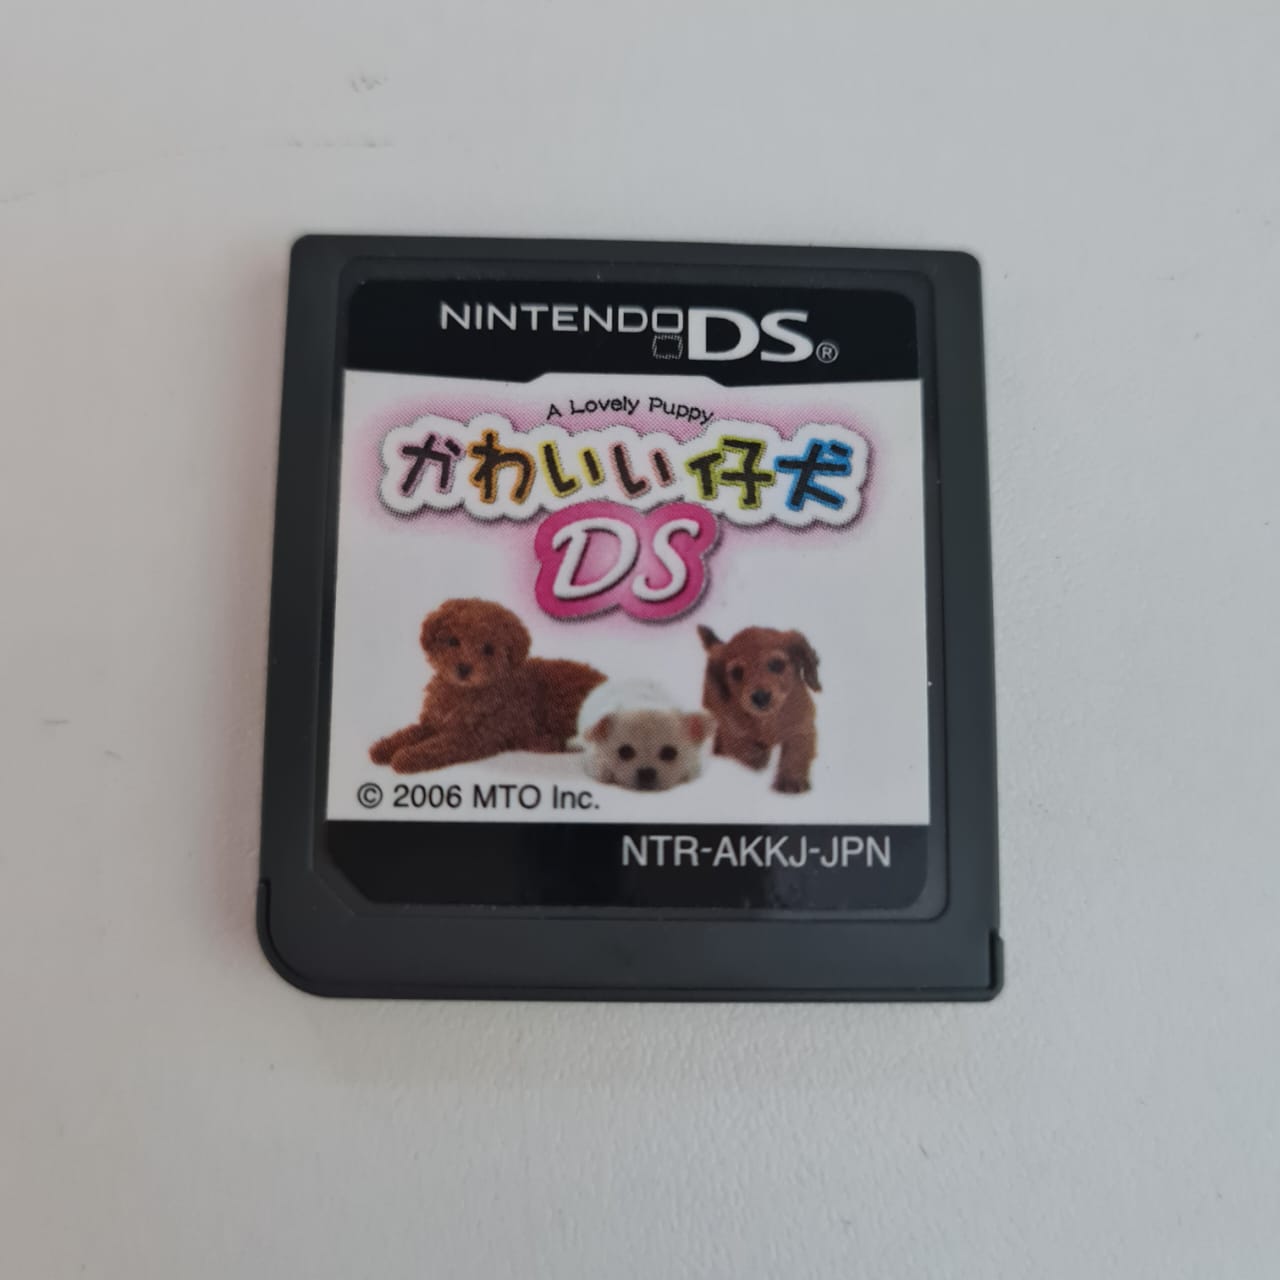 NINTENDO DS®
A Lovely Puppy
かわいい仔犬
DS
© 2006 MTO Inc.
NTR-AKKJ-JPN